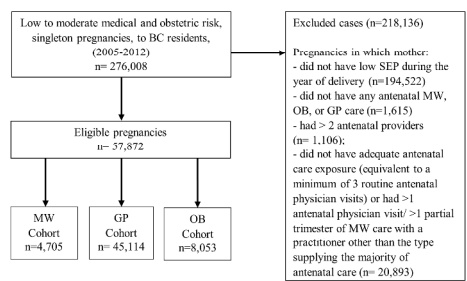 Low to moderate medical and obstetric risk,
singleton pregnancies, to BC residents,
(2005-2012)
n= 276,008
Eligible pregnancies
n= 57,872
MW
Cohort
n=4,705
GP
Cohort
n= 45,114
OB
Cohort
n=8,053
Excluded cases (n=218,136)
Pregnancies in which mother:
- did not have low SEP during the
year of delivery (n=194,522)
- did not have any antenatal MW,
OB, or GP care (n=1,615)
- had > 2 antenatal providers
(n= 1,106);
- did not have adequate antenatal
care exposure (equivalent to a
minimum of 3 routine antenatal
physician visits) or had >1
antenatal physician visit/ >1 partial
trimester of MW care with a
practitioner other than the type
supplying the majority of
antenatal care (n= 20,893)